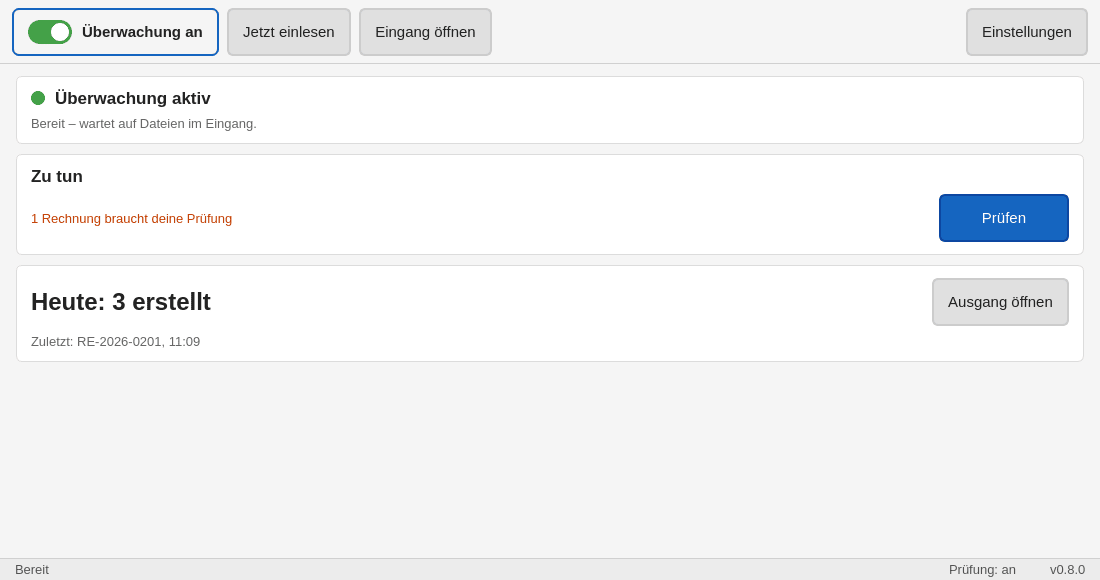 Überwachung an
Jetzt einlesen
Eingang öffnen
Einstellungen
Überwachung aktiv
Bereit – wartet auf Dateien im Eingang.
Zu tun
1 Rechnung braucht deine Prüfung
Prüfen
Heute: 3 erstellt
Ausgang öffnen
Zuletzt: RE-2026-0201, 11:09
Bereit
Prüfung: an
v0.8.0